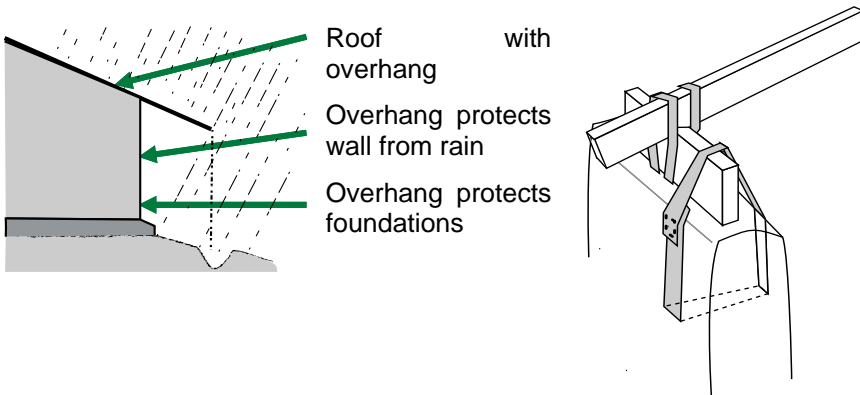 Roof with
overhang
Overhang protects
wall from rain
Overhang protects
foundations